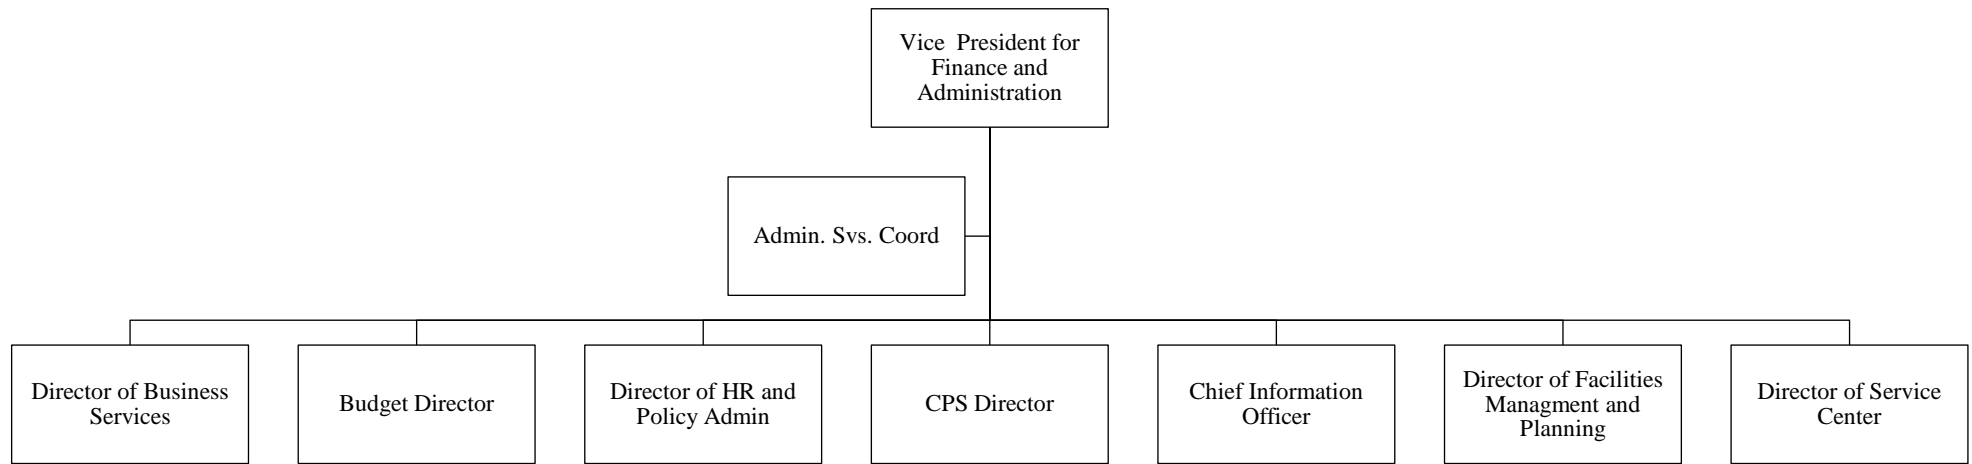 Vice  President for
Finance and
Administration
Admin. Svs. Coord
Director of Business
Services
Budget Director
Director of HR and
Policy Admin
CPS Director
Chief Information
Officer
Director of Facilities
Managment and
Planning
Director of Service
Center